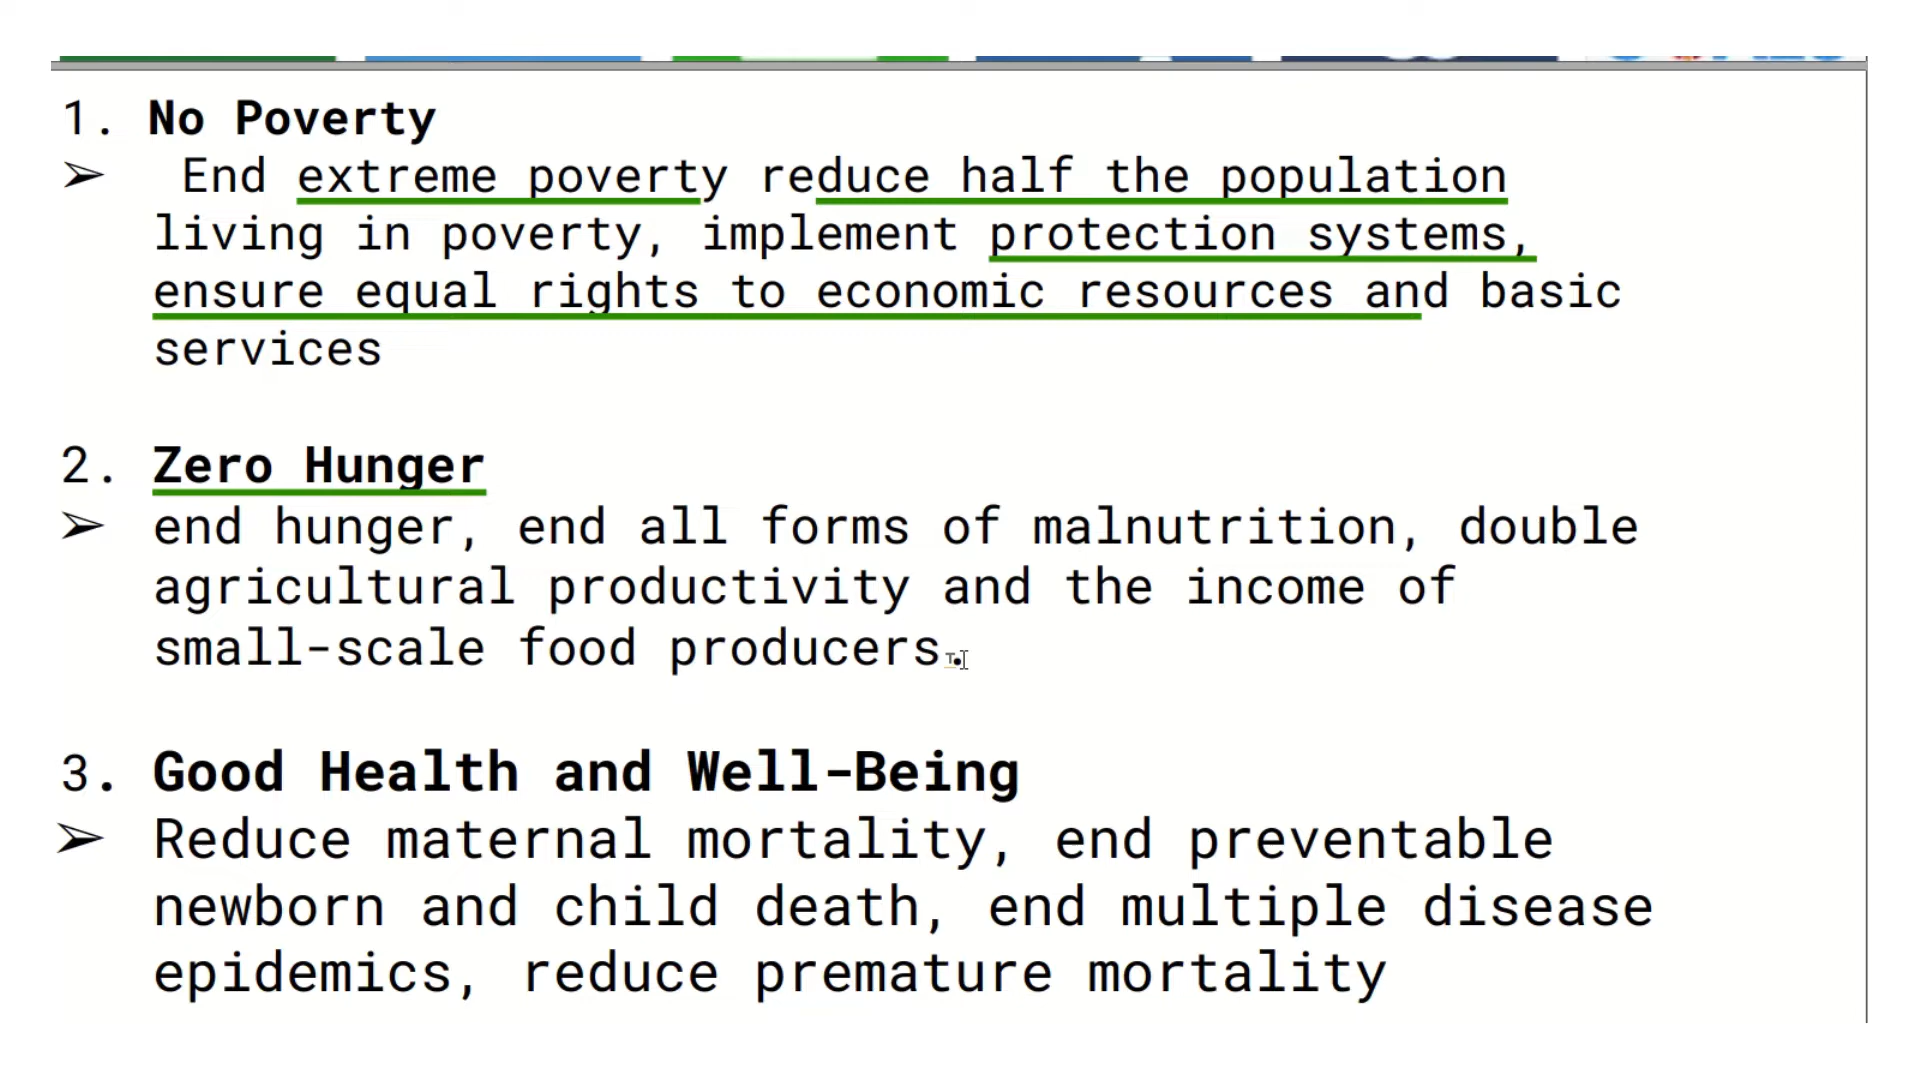 1. No Poverty
➢ End extreme poverty reduce half the population
living in poverty, implement protection systems,
ensure equal rights to economic resources and basic
services
2. Zero Hunger
➢ end hunger, end all forms of malnutrition, double
agricultural productivity and the income of
small-scale food producers.
3. Good Health and Well-Being
➢ Reduce maternal mortality, end preventable
newborn and child death, end multiple disease
epidemics, reduce premature mortality